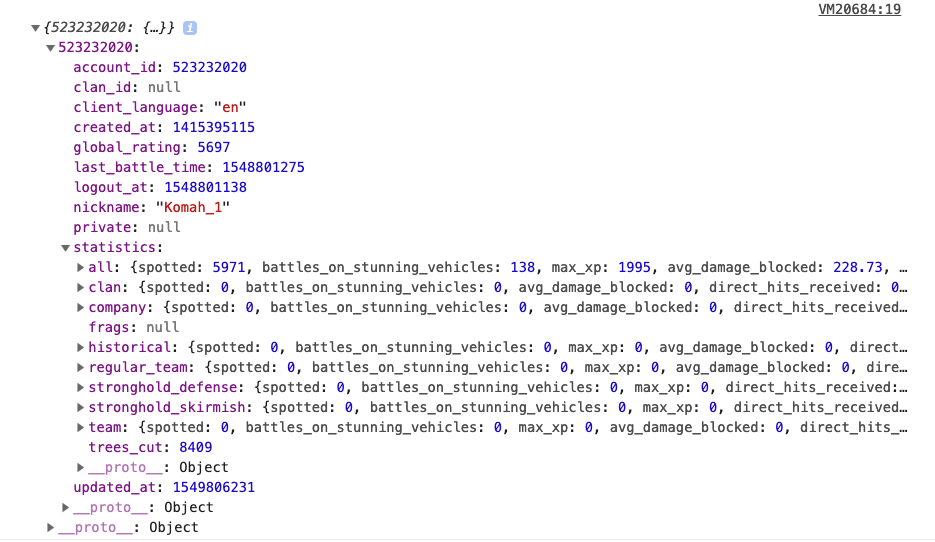 VM20684:19
{523232020: {…}} i
523232020:
account_id: 523232020
clan_id: null
client_language: "en"
created_at: 1415395115
global_rating: 5697
last_battle_time: 1548801275
logout_at: 1548801138
nickname: "Komah_1"
private: null
statistics:
all: {spotted: 5971, battles_on_stunning_vehicles: 138, max_xp: 1995, avg_damage_blocked: 228.73, …
clan: {spotted: 0, battles_on_stunning_vehicles: 0, avg_damage_blocked: 0, direct_hits_received: 0…
company: {spotted: 0, battles_on_stunning_vehicles: 0, avg_damage_blocked: 0, direct_hits_received…
frags: null
historical: {spotted: 0, battles_on_stunning_vehicles: 0, max_xp: 0, avg_damage_blocked: 0, direct…
regular_team: {spotted: 0, battles_on_stunning_vehicles: 0, max_xp: 0, avg_damage_blocked: 0, dire…
stronghold_defense: {spotted: 0, battles_on_stunning_vehicles: 0, max_xp: 0, direct_hits_received:…
stronghold_skirmish: {spotted: 0, battles_on_stunning_vehicles: 0, max_xp: 0, direct_hits_received…
team: {spotted: 0, battles_on_stunning_vehicles: 0, max_xp: 0, avg_damage_blocked: 0, direct_hits_…
trees_cut: 8409
__proto__: Object
updated_at: 1549806231
__proto__: Object
__proto__: Object